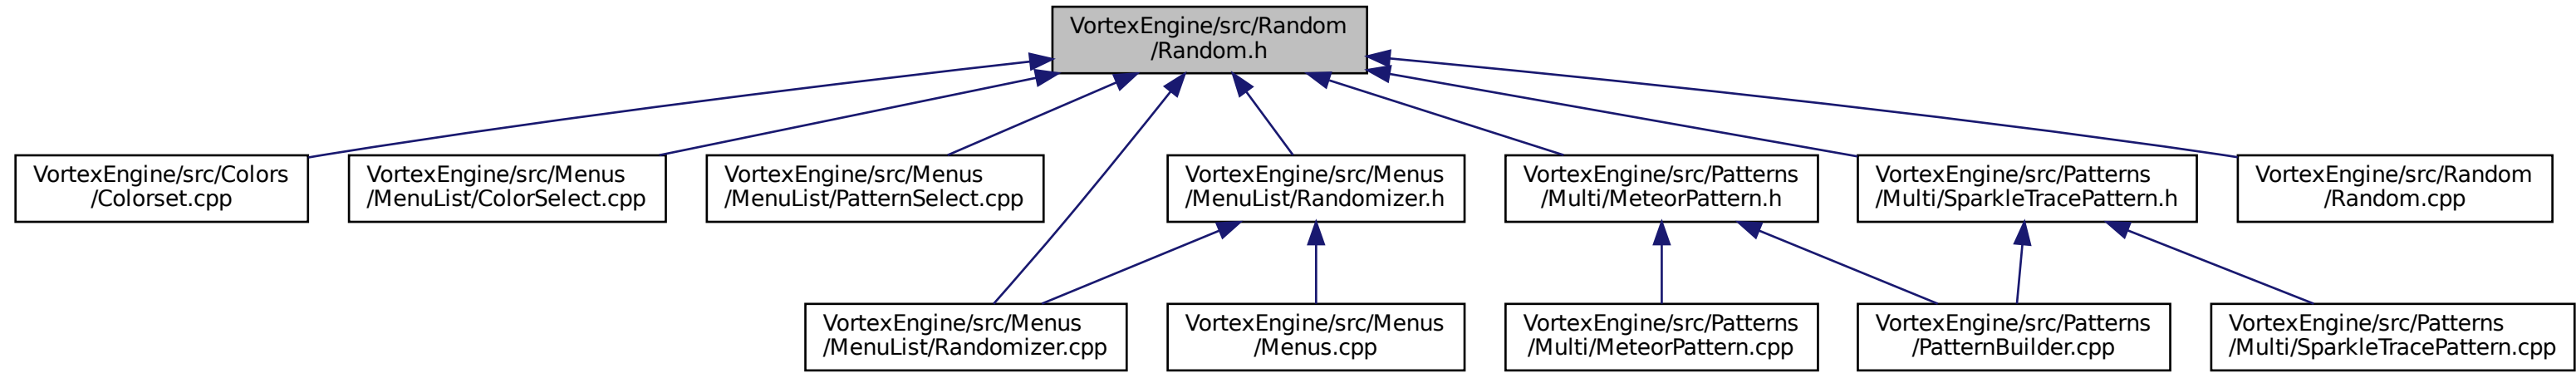 VortexEngine/src/Random
/Random.h
VortexEngine/src/Colors
/Colorset.cpp
VortexEngine/src/Menus
/MenuList/ColorSelect.cpp
VortexEngine/src/Menus
/MenuList/PatternSelect.cpp
VortexEngine/src/Menus
/MenuList/Randomizer.h
VortexEngine/src/Patterns
/Multi/MeteorPattern.h
VortexEngine/src/Patterns
/Multi/SparkleTracePattern.h
VortexEngine/src/Random
/Random.cpp
VortexEngine/src/Menus
/MenuList/Randomizer.cpp
VortexEngine/src/Menus
/Menus.cpp
VortexEngine/src/Patterns
/Multi/MeteorPattern.cpp
VortexEngine/src/Patterns
/PatternBuilder.cpp
VortexEngine/src/Patterns
/Multi/SparkleTracePattern.cpp